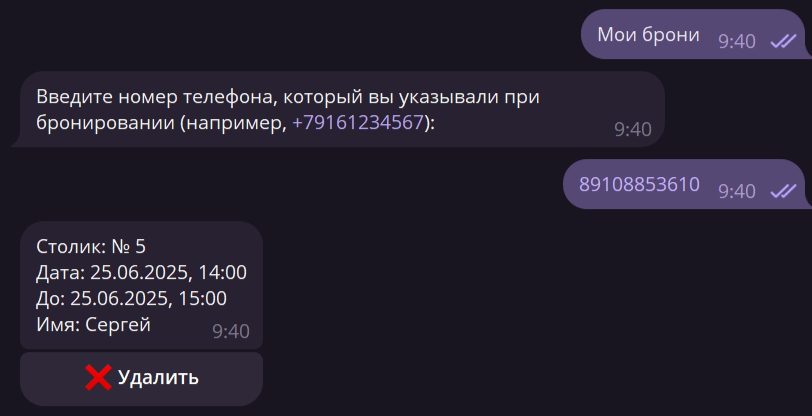 Мои брони 9:40
Введите номер телефона, который вы указывали при
бронировании (например, +79161234567):
9:40
89108853610 9:40
Столик: № 5
Дата: 25.06.2025, 14:00
До: 25.06.2025, 15:00
Имя: Сергей
9:40
❌ Удалить